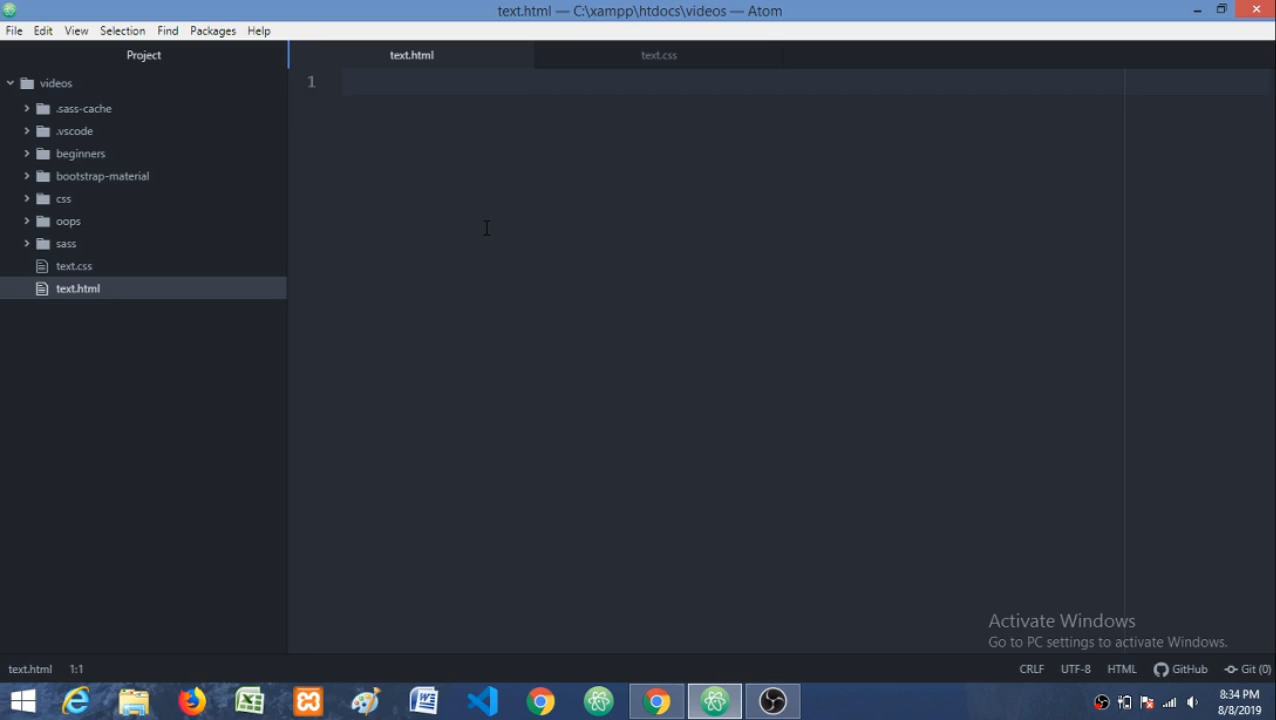 text.html — C:\xampp\htdocs\videos — Atom
File Edit View Selection Find Packages Help
Project
text.html
text.css
1
videos
.sass-cache
.vscode
beginners
bootstrap-material
css
oops
sass
text.css
text.html
Activate Windows
Go to PC settings to activate Windows.
text.html 1:1
CRLF UTF-8 HTML GitHub Git (0)
8:34 PM
8/8/2019